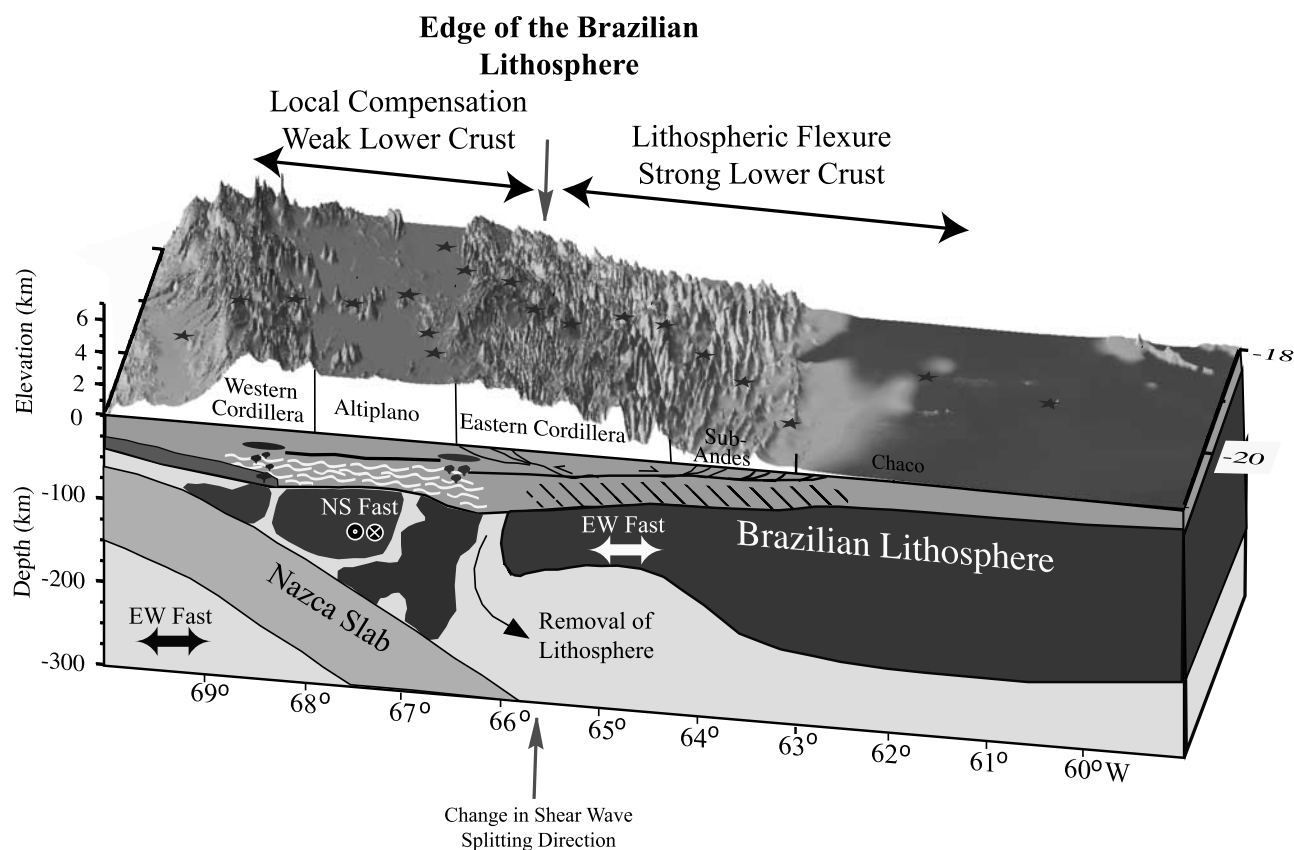 Edge of the Brazilian
Lithosphere
Local Compensation
Weak Lower Crust
Lithospheric Flexure
Strong Lower Crust
Elevation (km)
6
4
2
0
-18
-20
Western
Cordillera
Altiplano
Eastern Cordillera
Sub-
Andes
Chaco
Depth (km)
-100
-200
-300
NS Fast
EW Fast
Brazilian Lithosphere
Nazca Slab
EW Fast
Removal of
Lithosphere
69º
68º
67º
66º
65º
64º
63º
62º
61º
60º W
Change in Shear Wave
Splitting Direction